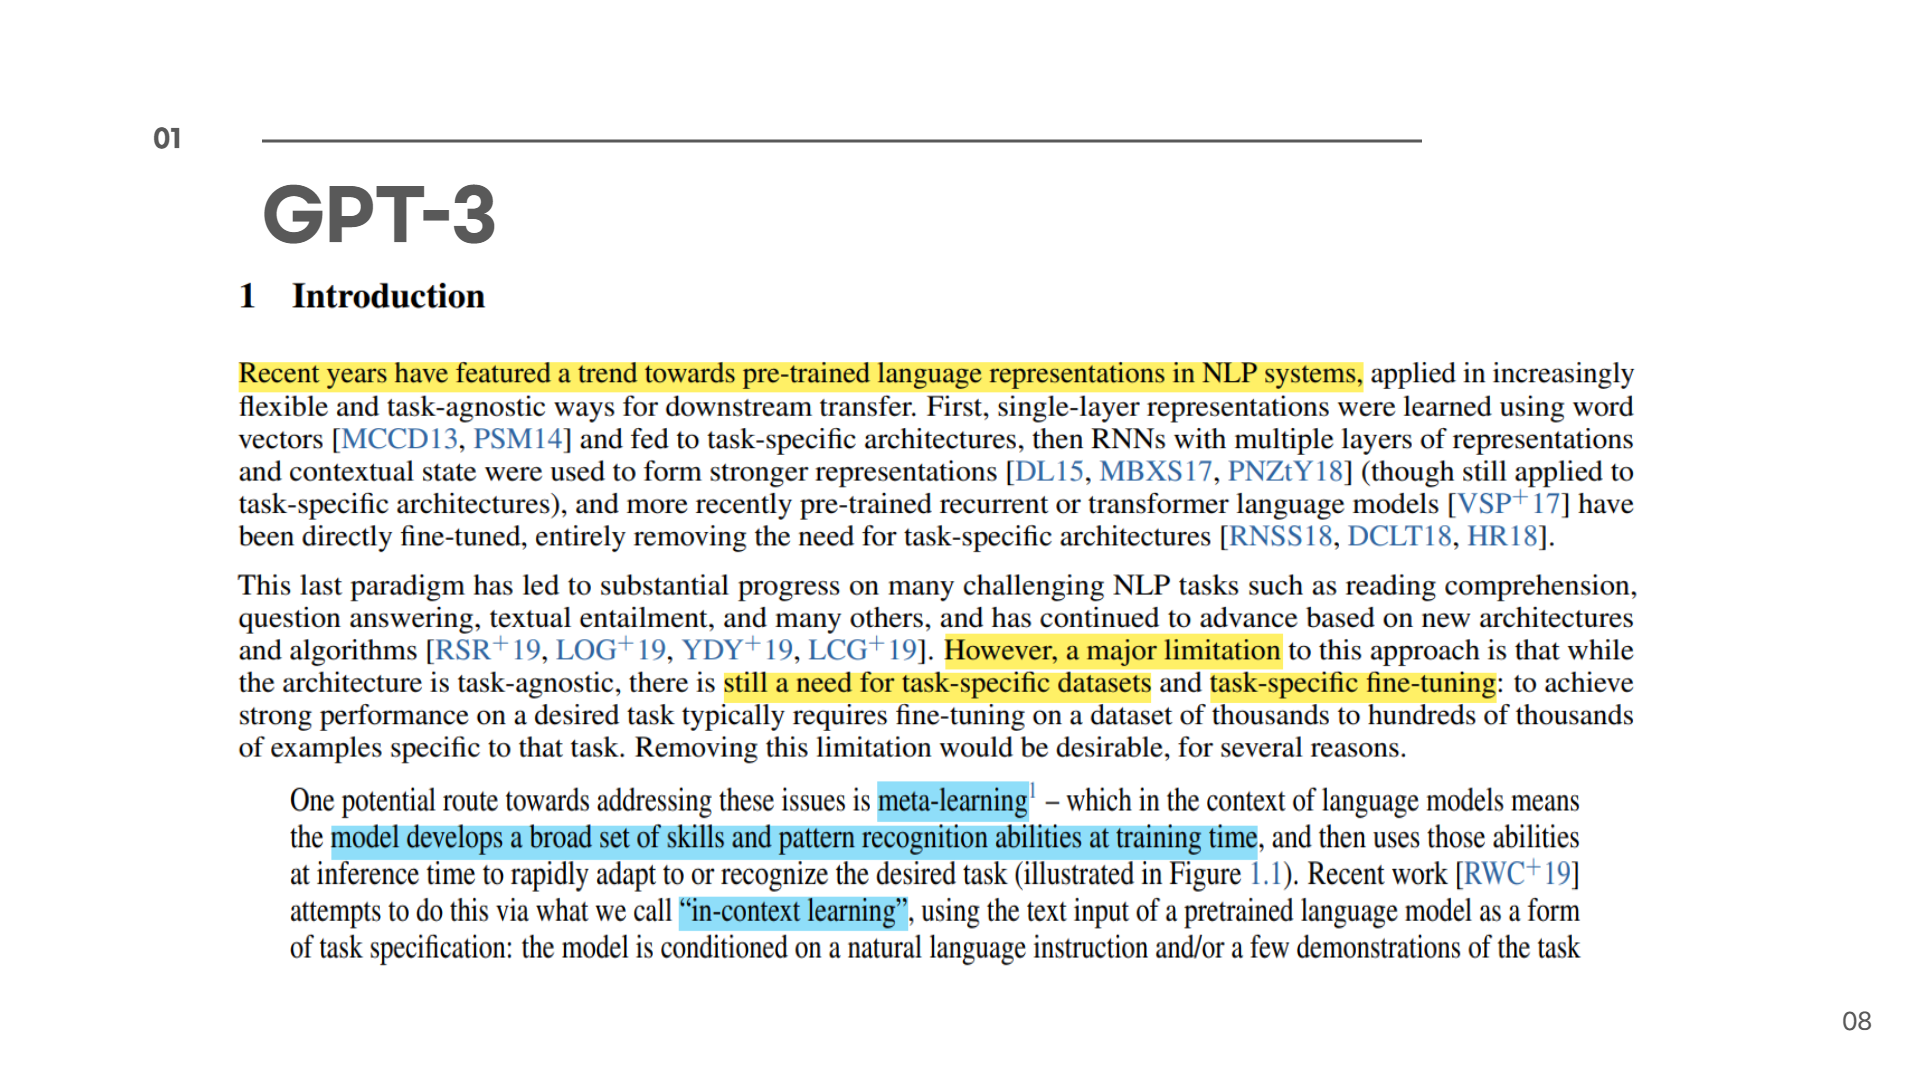 01
GPT-3
1 Introduction
Recent years have featured a trend towards pre-trained language representations in NLP systems, applied in increasingly
flexible and task-agnostic ways for downstream transfer. First, single-layer representations were learned using word
vectors [MCCD13, PSM14] and fed to task-specific architectures, then RNNs with multiple layers of representations
and contextual state were used to form stronger representations [DL15, MBXS17, PNZtY18] (though still applied to
task-specific architectures), and more recently pre-trained recurrent or transformer language models [VSP+17] have
been directly fine-tuned, entirely removing the need for task-specific architectures [RNSS18, DCLT18, HR18].
This last paradigm has led to substantial progress on many challenging NLP tasks such as reading comprehension,
question answering, textual entailment, and many others, and has continued to advance based on new architectures
and algorithms [RSR+19, LOG+19, YDY+19, LCG+19]. However, a major limitation to this approach is that while
the architecture is task-agnostic, there is still a need for task-specific datasets and task-specific fine-tuning: to achieve
strong performance on a desired task typically requires fine-tuning on a dataset of thousands to hundreds of thousands
of examples specific to that task. Removing this limitation would be desirable, for several reasons.
One potential route towards addressing these issues is meta-learning1 – which in the context of language models means
the model develops a broad set of skills and pattern recognition abilities at training time, and then uses those abilities
at inference time to rapidly adapt to or recognize the desired task (illustrated in Figure 1.1). Recent work [RWC+19]
attempts to do this via what we call “in-context learning”, using the text input of a pretrained language model as a form
of task specification: the model is conditioned on a natural language instruction and/or a few demonstrations of the task
08